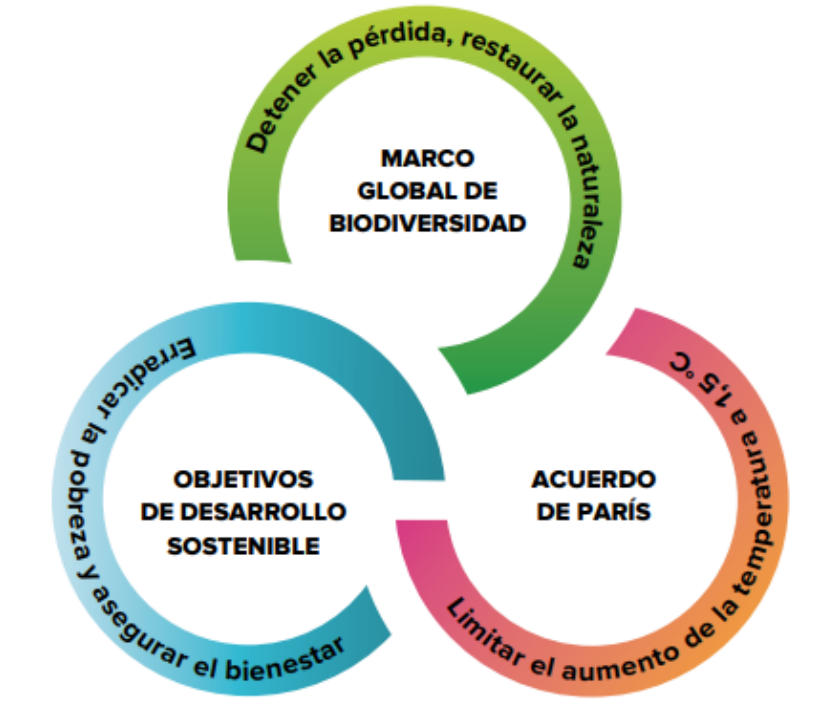 Detener la pérdida, restaurar la naturaleza
MARCO
GLOBAL DE
BIODIVERSIDAD
Erradicar la pobreza y asegurar el bienestar
OBJETIVOS
DE DESARROLLO
SOSTENIBLE
Limitar el aumento de la temperatura a 1,5 °C
ACUERDO
DE PARÍS